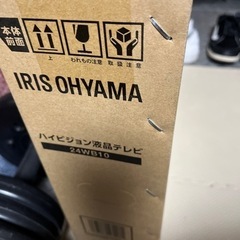 本体
前面
上
われもの注意
取扱注意
IRIS OHYAMA
ハイビジョン液晶テレビ
24WB10